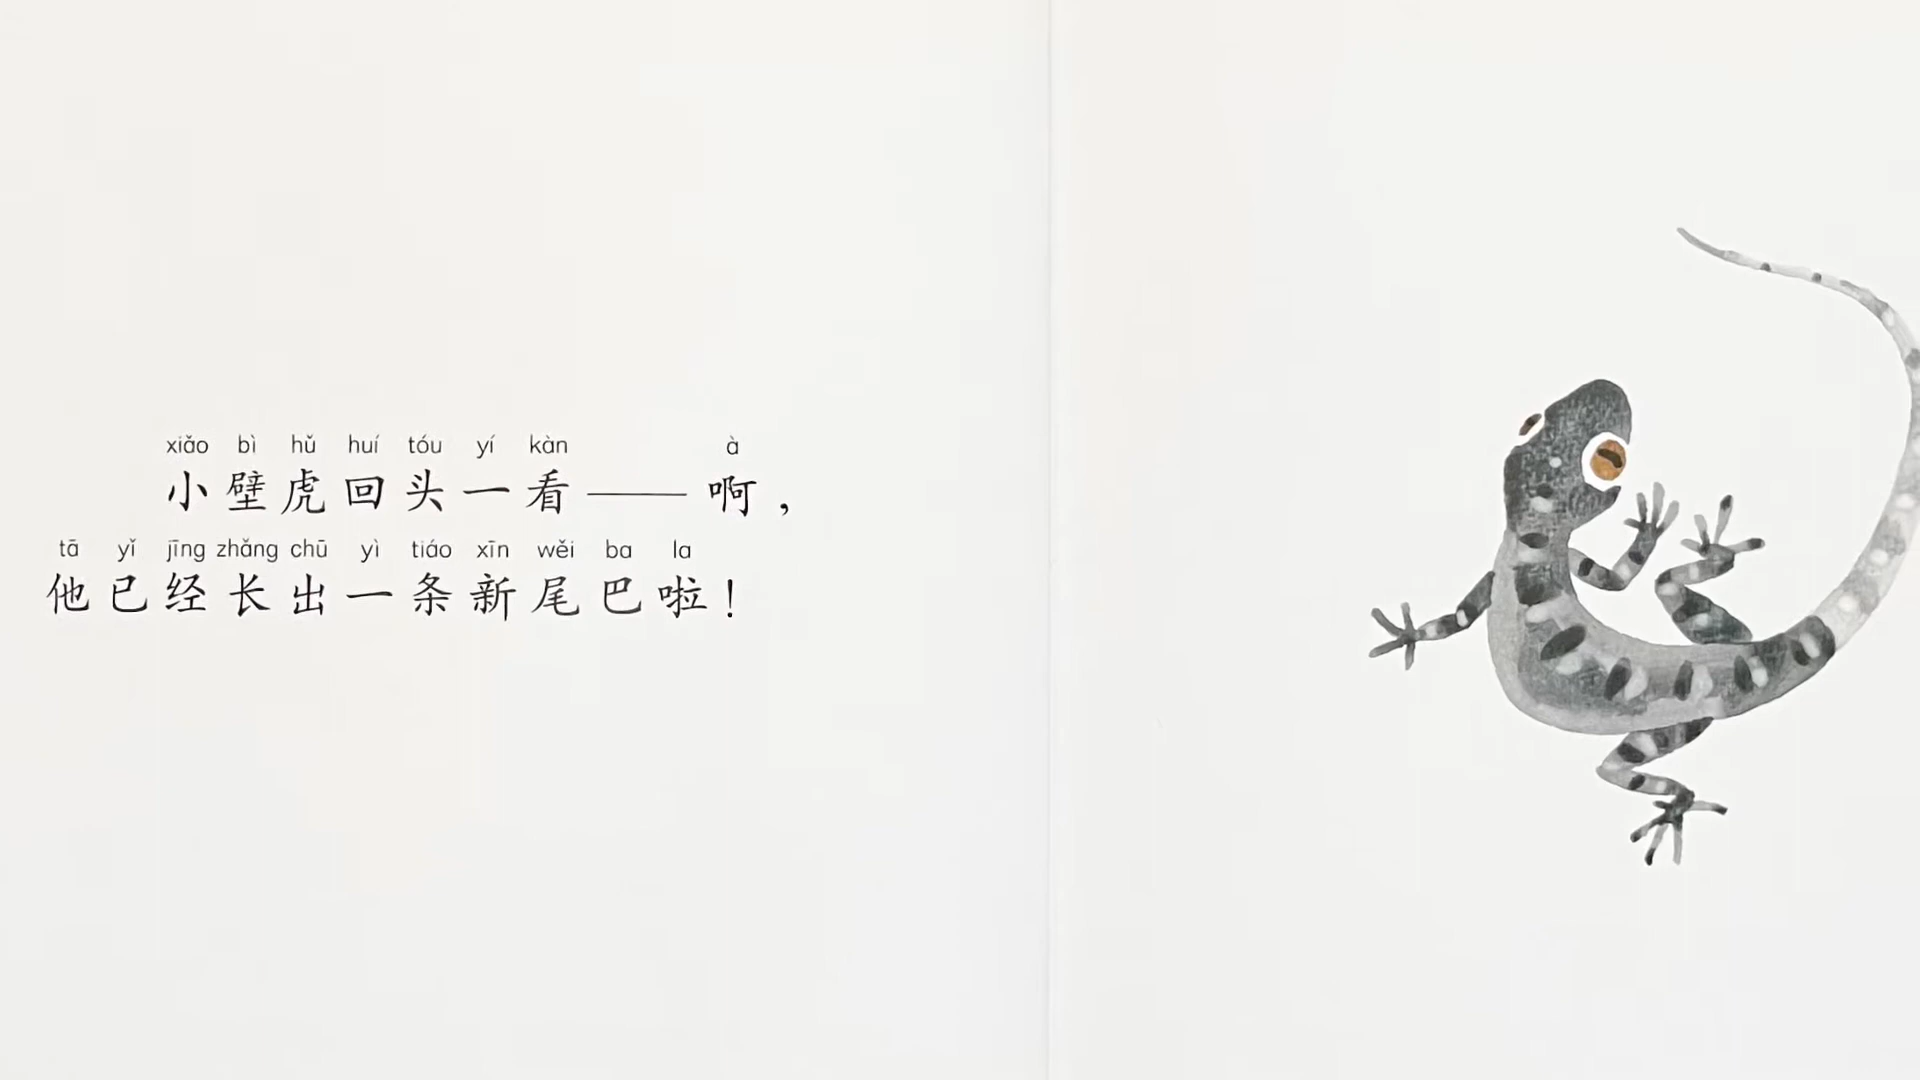 xiǎo bì hǔ huí tóu yí kàn à
小壁虎回头一看——啊，
tā yǐ jīng zhǎng chū yì tiáo xīn wěi ba la
他已经长出一条新尾巴啦！